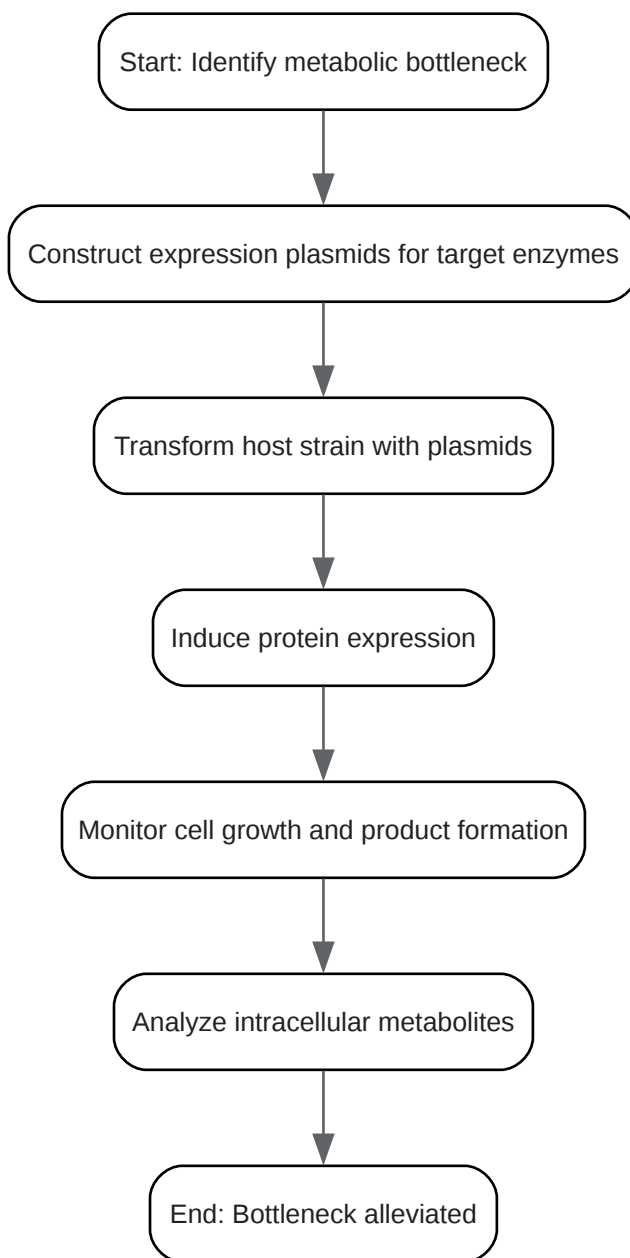 Start: Identify metabolic bottleneck
Construct expression plasmids for target enzymes
Transform host strain with plasmids
Induce protein expression
Monitor cell growth and product formation
Analyze intracellular metabolites
End: Bottleneck alleviated